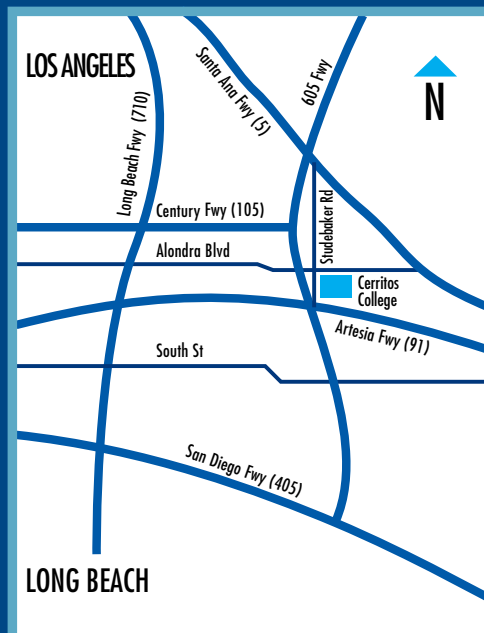 LOS ANGELES
Santa Ana Fwy (5)
605 Fwy
N
Long Beach Fwy (710)
Century Fwy (105)
Studebaker Rd
Alondra Blvd
Cerritos
College
Artesia Fwy (91)
South St
San Diego Fwy (405)
LONG BEACH